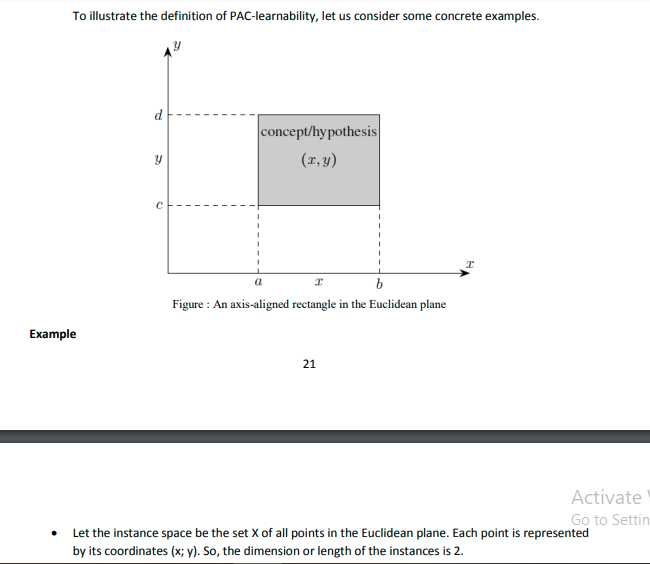 To illustrate the definition of PAC-learnability, let us consider some concrete examples.
y
d
concept/hypothesis
y
(x, y)
c
x
a
x
b
Figure : An axis-aligned rectangle in the Euclidean plane
Example
21
Activate
Go to Settin
• Let the instance space be the set X of all points in the Euclidean plane. Each point is represented
by its coordinates (x; y). So, the dimension or length of the instances is 2.